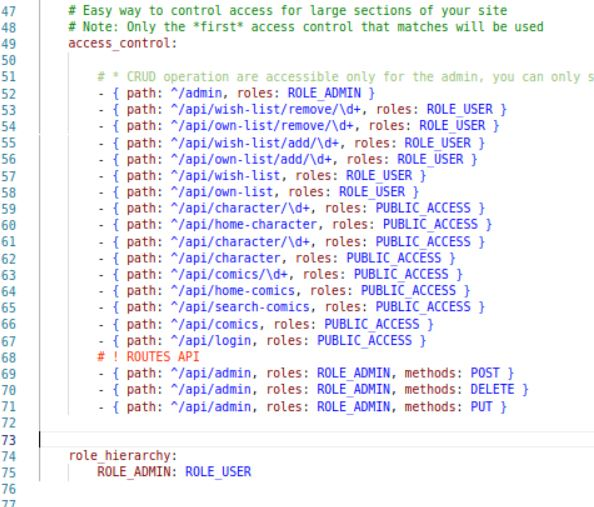 47 # Easy way to control access for large sections of your site
48 # Note: Only the *first* access control that matches will be used
49 access_control:
50
51 # * CRUD operation are accessible only for the admin, you can only s
52 - { path: ^/admin, roles: ROLE_ADMIN }
53 - { path: ^/api/wish-list/remove/\d+, roles: ROLE_USER }
54 - { path: ^/api/own-list/remove/\d+, roles: ROLE_USER }
55 - { path: ^/api/wish-list/add/\d+, roles: ROLE_USER }
56 - { path: ^/api/own-list/add/\d+, roles: ROLE_USER }
57 - { path: ^/api/wish-list, roles: ROLE_USER }
58 - { path: ^/api/own-list, roles: ROLE_USER }
59 - { path: ^/api/character/\d+, roles: PUBLIC_ACCESS }
60 - { path: ^/api/home-character, roles: PUBLIC_ACCESS }
61 - { path: ^/api/character/\d+, roles: PUBLIC_ACCESS }
62 - { path: ^/api/character, roles: PUBLIC_ACCESS }
63 - { path: ^/api/comics/\d+, roles: PUBLIC_ACCESS }
64 - { path: ^/api/home-comics, roles: PUBLIC_ACCESS }
65 - { path: ^/api/search-comics, roles: PUBLIC_ACCESS }
66 - { path: ^/api/comics, roles: PUBLIC_ACCESS }
67 - { path: ^/api/login, roles: PUBLIC_ACCESS }
68 # ! ROUTES API
69 - { path: ^/api/admin, roles: ROLE_ADMIN, methods: POST }
70 - { path: ^/api/admin, roles: ROLE_ADMIN, methods: DELETE }
71 - { path: ^/api/admin, roles: ROLE_ADMIN, methods: PUT }
72
73
74 role_hierarchy:
75 ROLE_ADMIN: ROLE_USER
76
77